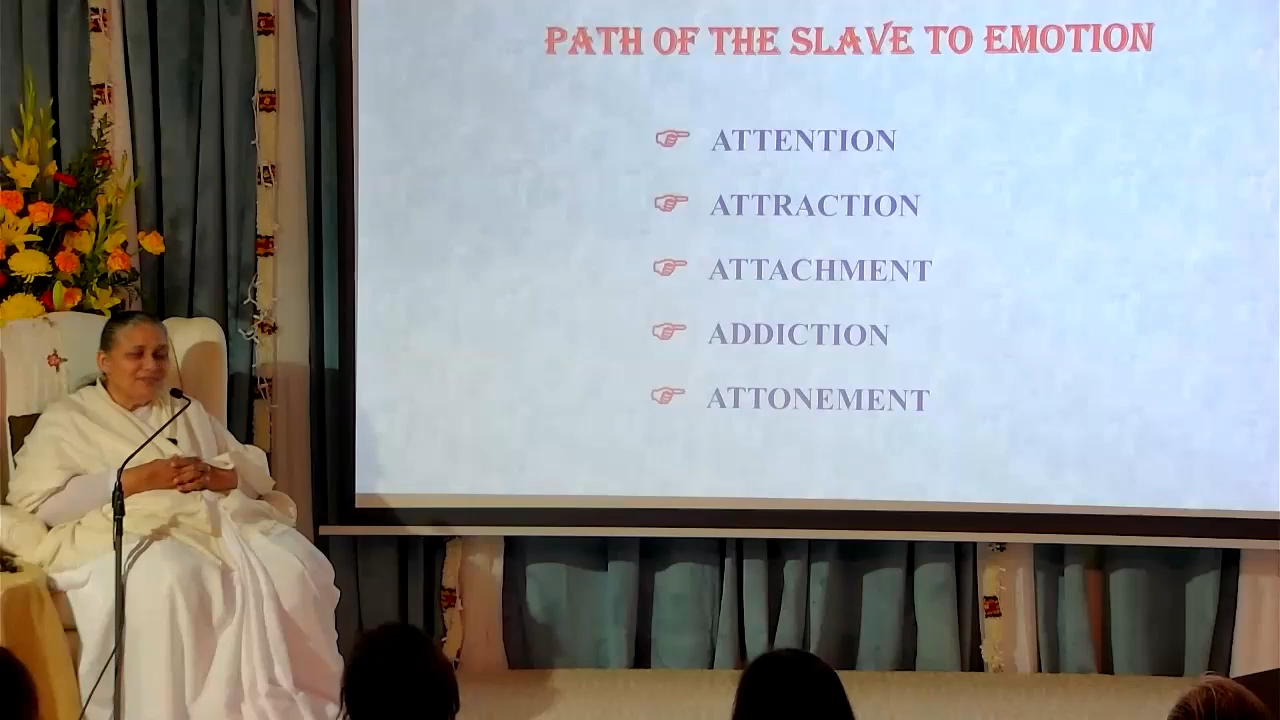 PATH OF THE SLAVE TO EMOTION
ATTENTION
ATTRACTION
ATTACHMENT
ADDICTION
ATTONEMENT